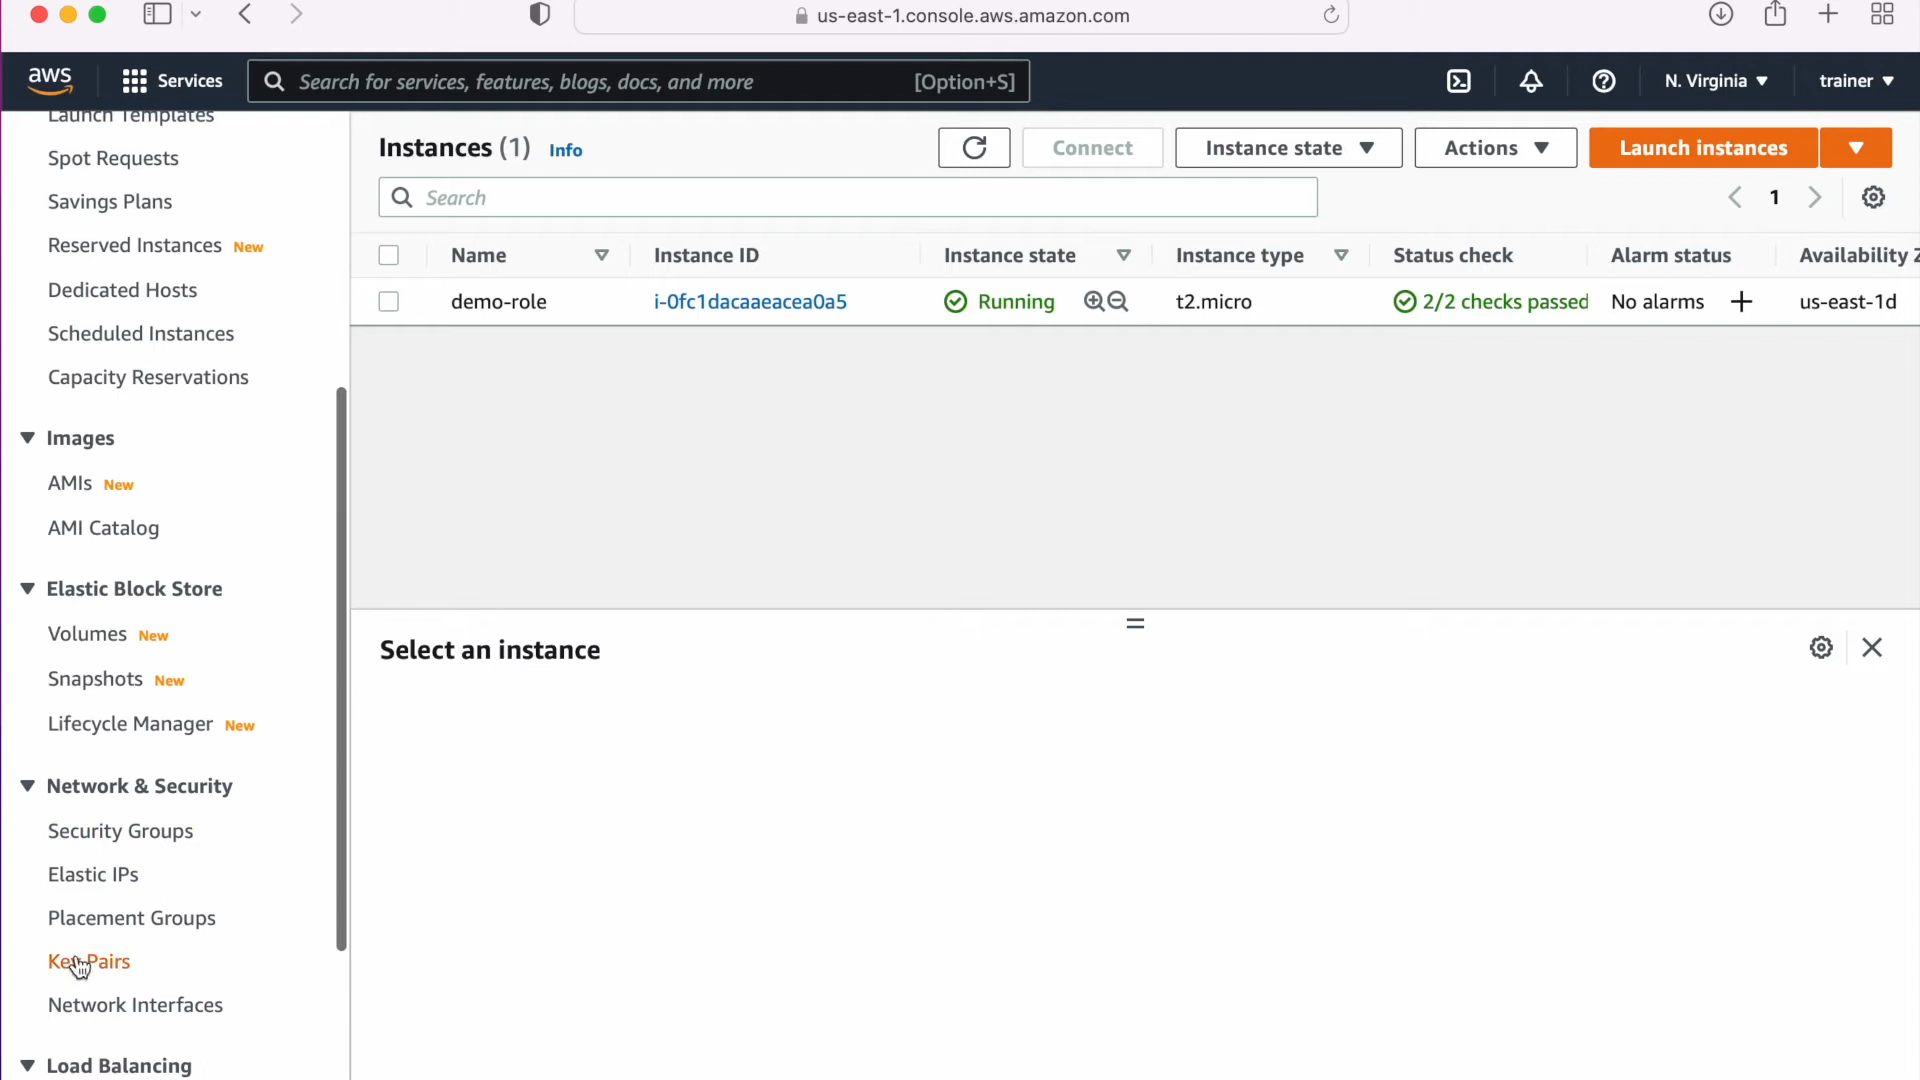 us-east-1.console.aws.amazon.com
aws
Services
Search for services, features, blogs, docs, and more
[Option+S]
N. Virginia
trainer
Launch Templates
Spot Requests
Savings Plans
Reserved Instances New
Dedicated Hosts
Scheduled Instances
Capacity Reservations
Images
AMIs New
AMI Catalog
Elastic Block Store
Volumes New
Snapshots New
Lifecycle Manager New
Network & Security
Security Groups
Elastic IPs
Placement Groups
Key Pairs
Network Interfaces
Load Balancing
Instances (1) Info
Connect
Instance state
Actions
Launch instances
Search
1
Name Instance ID Instance state Instance type Status check Alarm status Availability Z
demo-role i-0fc1dacaaeacea0a5 Running t2.micro 2/2 checks passed No alarms + us-east-1d
Select an instance